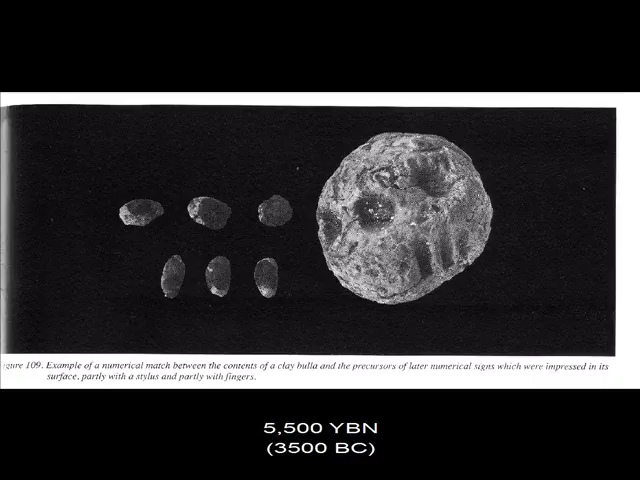 igure 109. Example of a numerical match between the contents of a clay bulla and the precursors of later numerical signs which were impressed in its
surface, partly with a stylus and partly with fingers.
5,500 YBN
(3500 BC)